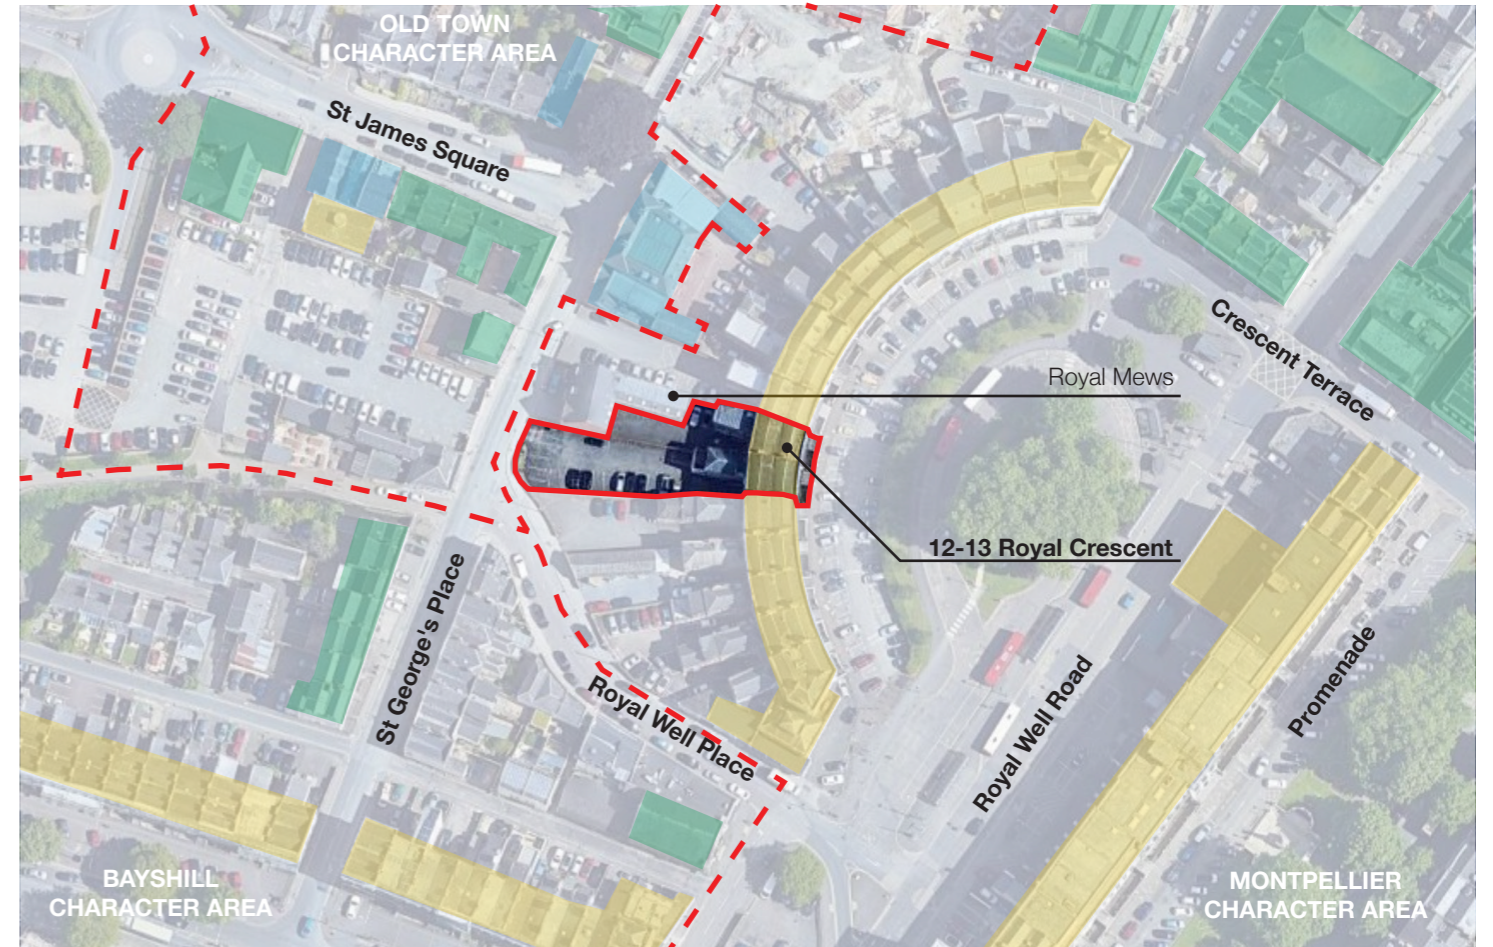 OLD TOWN
CHARACTER AREA
St James Square
Crescent Terrace
Royal Mews
12-13 Royal Crescent
St George's Place
Royal Well Place
Royal Well Road
Promenade
BAYSHILL
CHARACTER AREA
MONTPELLIER
CHARACTER AREA